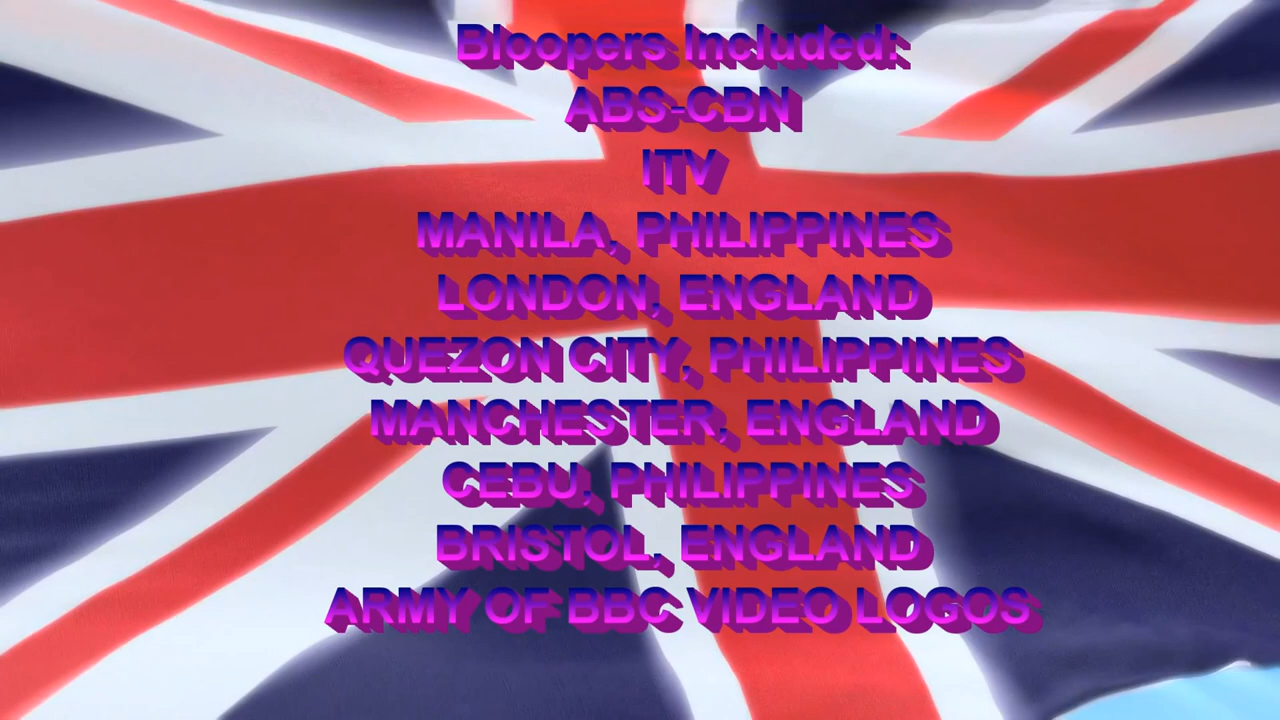 Bloopers Included:
ABS-CBN
ITV
MANILA, PHILIPPINES
LONDON, ENGLAND
QUEZON CITY, PHILIPPINES
MANCHESTER, ENGLAND
CEBU, PHILIPPINES
BRISTOL, ENGLAND
ARMY OF BBC VIDEO LOGOS